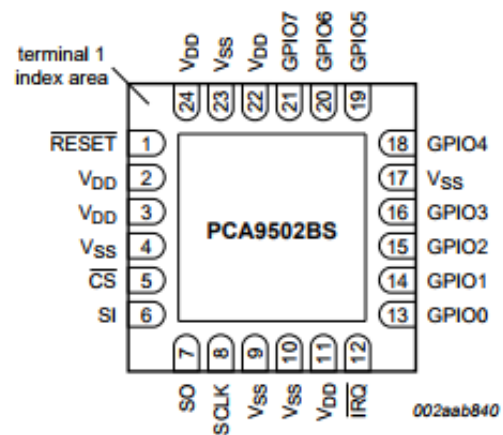 VDD VSS VDD GPIO7 GPIO6 GPIO5
terminal 1
index area
24 23 22 21 20 19
RESET 1 18 GPIO4
VDD 2 17 VSS
VDD 3 16 GPIO3
PCA9502BS
VSS 4 15 GPIO2
CS 5 14 GPIO1
SI 6 13 GPIO0
7 8 9 10 11 12
SO SCLK VSS VSS VDD IRQ
002aab840